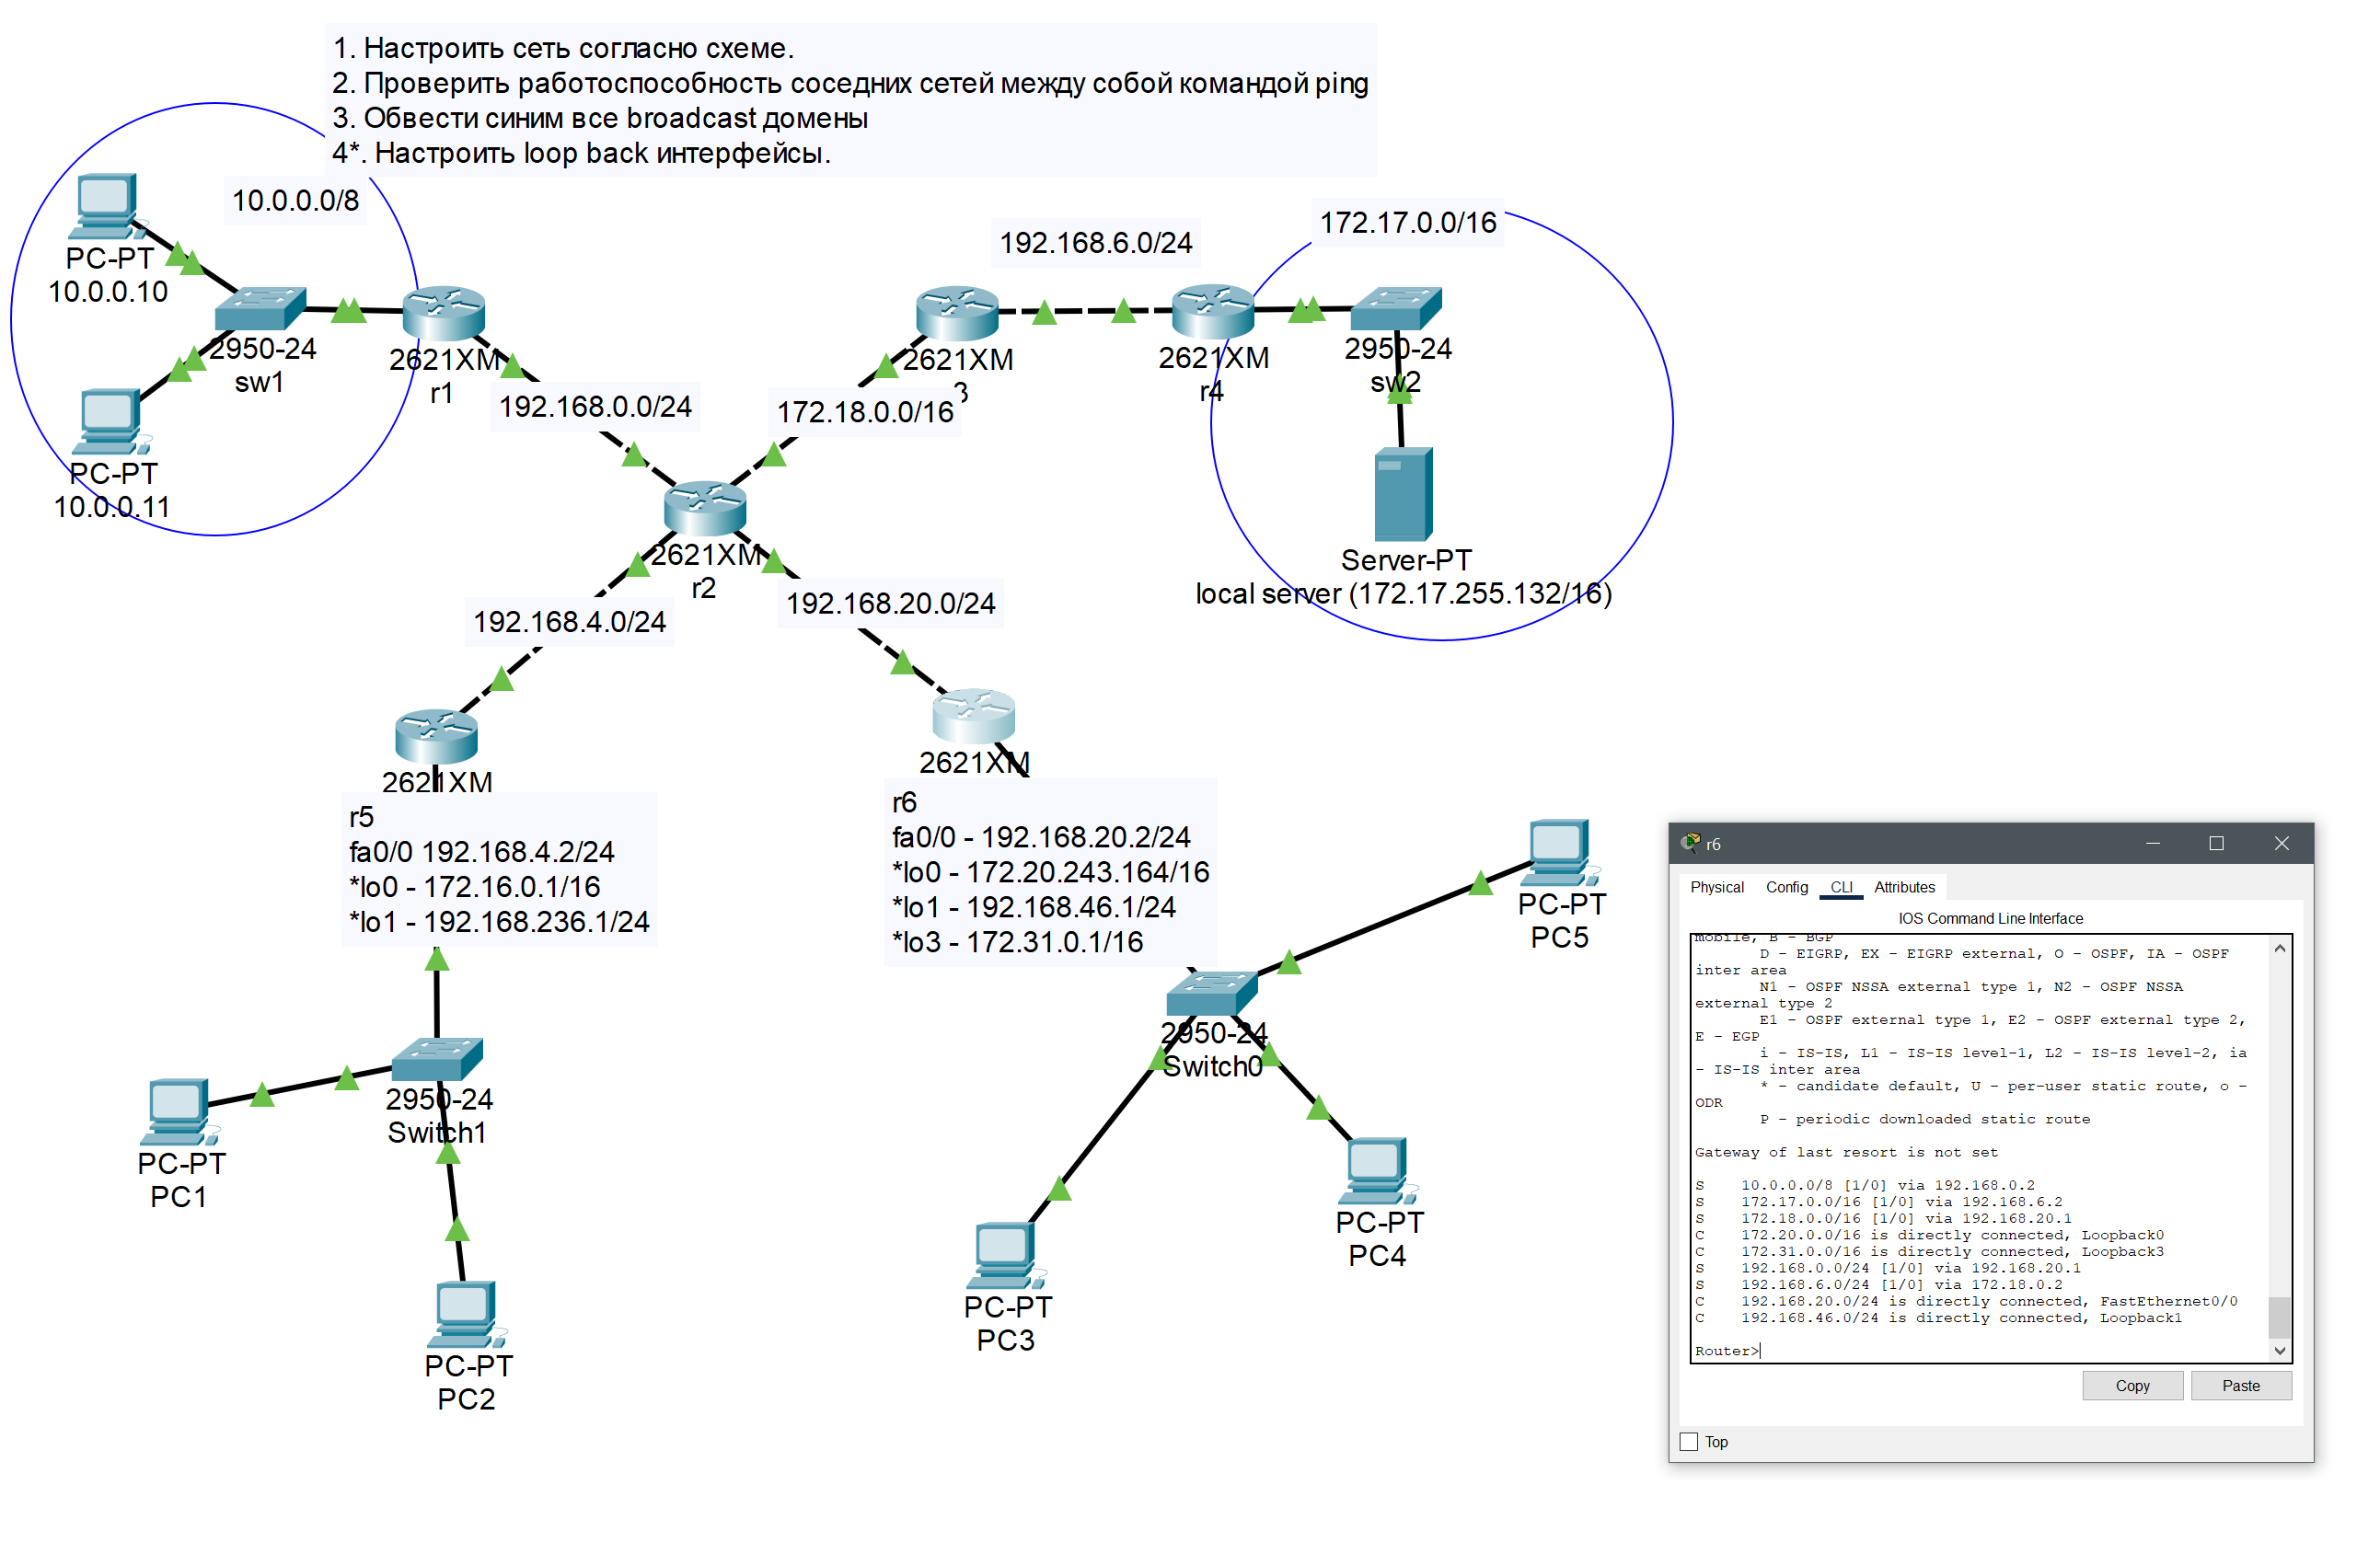 1. Настроить сеть согласно схеме.
2. Проверить работоспособность соседних сетей между собой командой ping
3. Обвести синим все broadcast домены
4*. Настроить loop back интерфейсы.
10.0.0.0/8
PC-PT
10.0.0.10
2950-24
sw1
PC-PT
10.0.0.11
2621XM
r1
192.168.0.0/24
172.18.0.0/16
2621XM
3
192.168.6.0/24
2621XM
r4
172.17.0.0/16
2950-24
sw2
Server-PT
local server (172.17.255.132/16)
2621XM
r2
192.168.4.0/24
192.168.20.0/24
2621XM
r5
fa0/0 192.168.4.2/24
*lo0 - 172.16.0.1/16
*lo1 - 192.168.236.1/24
2621XM
r6
fa0/0 - 192.168.20.2/24
*lo0 - 172.20.243.164/16
*lo1 - 192.168.46.1/24
*lo3 - 172.31.0.1/16
2950-24
Switch1
PC-PT
PC1
PC-PT
PC2
2950-24
Switch0
PC-PT
PC5
PC-PT
PC4
PC-PT
PC3
r6
Physical Config CLI Attributes
IOS Command Line Interface
mobile, B - BGP
D - EIGRP, EX - EIGRP external, O - OSPF, IA - OSPF
inter area
N1 - OSPF NSSA external type 1, N2 - OSPF NSSA
external type 2
E1 - OSPF external type 1, E2 - OSPF external type 2,
E - EGP
i - IS-IS, L1 - IS-IS level-1, L2 - IS-IS level-2, ia
- IS-IS inter area
* - candidate default, U - per-user static route, o -
ODR
P - periodic downloaded static route
Gateway of last resort is not set
S 10.0.0.0/8 [1/0] via 192.168.0.2
S 172.17.0.0/16 [1/0] via 192.168.6.2
S 172.18.0.0/16 [1/0] via 192.168.20.1
C 172.20.0.0/16 is directly connected, Loopback0
C 172.31.0.0/16 is directly connected, Loopback3
S 192.168.0.0/24 [1/0] via 192.168.20.1
S 192.168.6.0/24 [1/0] via 172.18.0.2
C 192.168.20.0/24 is directly connected, FastEthernet0/0
C 192.168.46.0/24 is directly connected, Loopback1
Router>
Copy Paste
Top